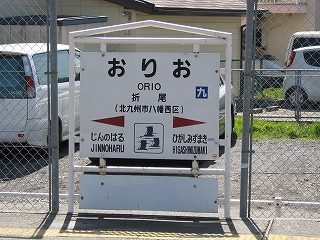 おりお
ORIO
折尾
九
(北九州市八幡西区)
じんのはる
JINNOHARU
ひがしみずまき
HIGASHIMIZUMAKI